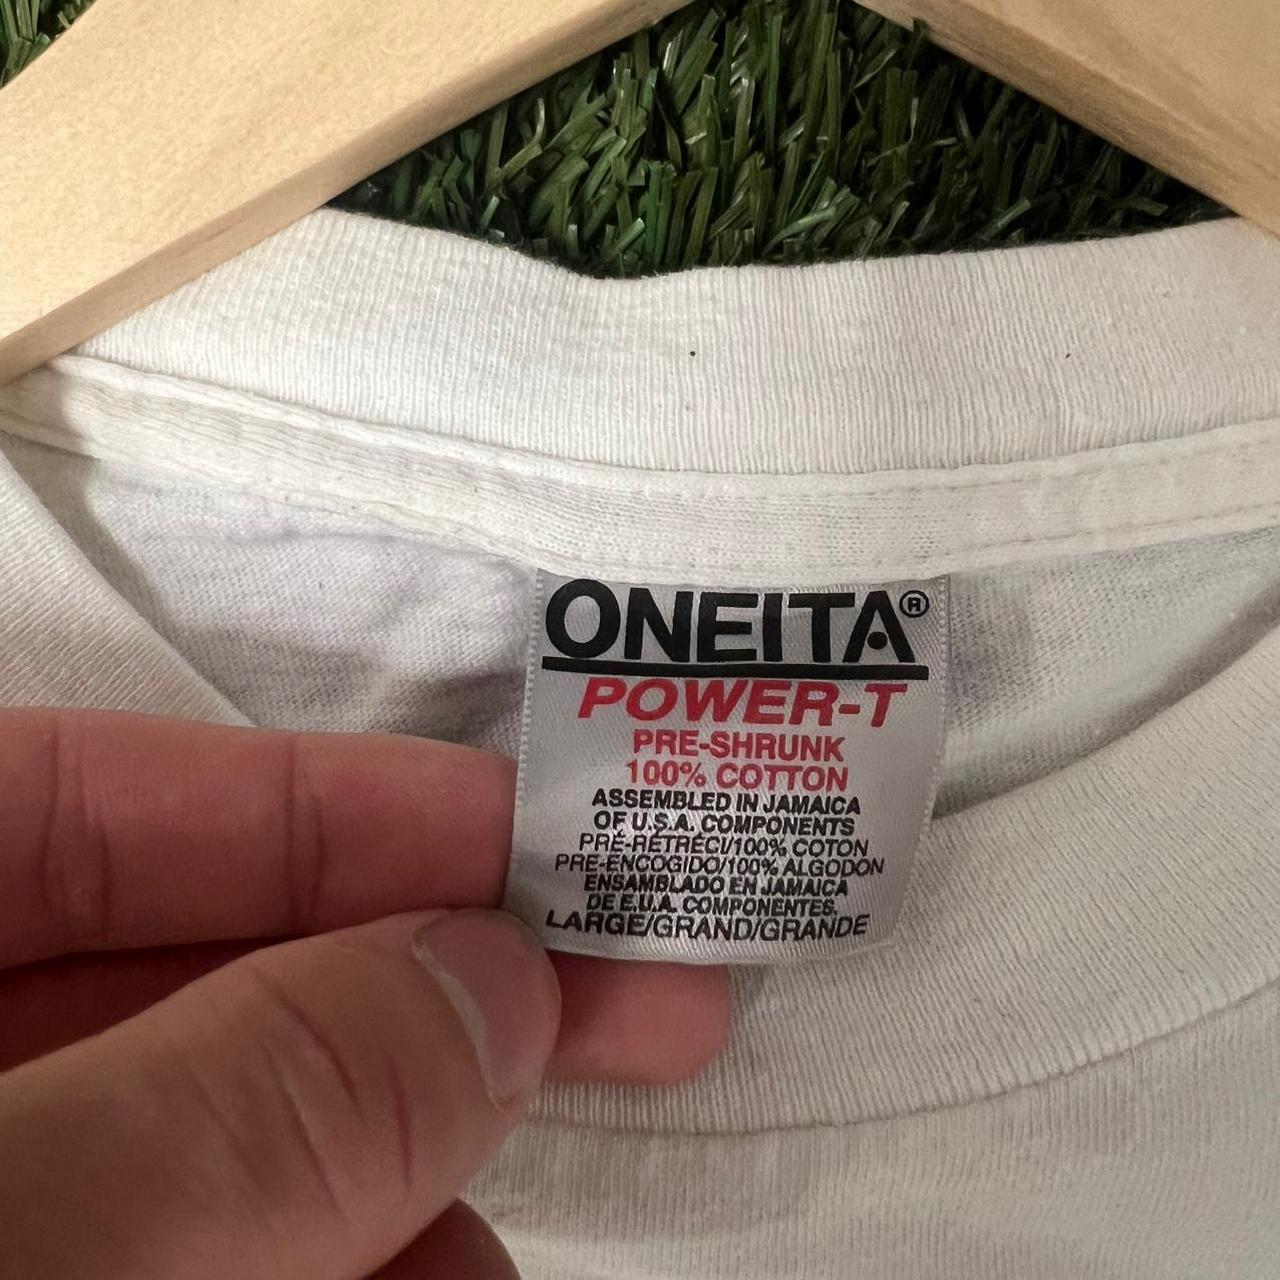 ONEITA®
POWER-T
PRE-SHRUNK
100% COTTON
ASSEMBLED IN JAMAICA
OF U.S.A. COMPONENTS
PRÉ-RÉTRÉCI/100% COTON
PRE-ENCOGIDO/100% ALGODON
ENSAMBLADO EN JAMAICA
DE E.U.A. COMPONENTES.
LARGE/GRAND/GRANDE